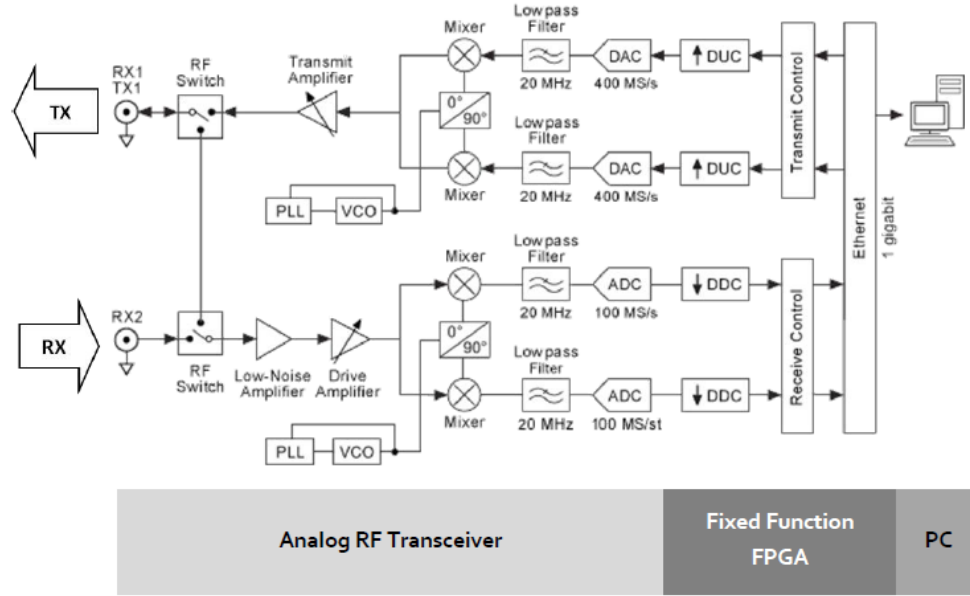 TX
RX1
TX1
RF
Switch
Transmit
Amplifier
Mixer
0°
90°
Mixer
PLL
VCO
Lowpass
Filter
20 MHz
DAC
400 MS/s
DUC
Lowpass
Filter
20 MHz
DAC
400 MS/s
DUC
Transmit Control
Ethernet
1 gigabit
RX
RX2
RF
Switch
Low-Noise
Amplifier
Drive
Amplifier
Mixer
0°
90°
Mixer
PLL
VCO
Lowpass
Filter
20 MHz
ADC
100 MS/s
DDC
Lowpass
Filter
20 MHz
ADC
100 MS/st
DDC
Receive Control
Analog RF Transceiver
Fixed Function
FPGA
PC